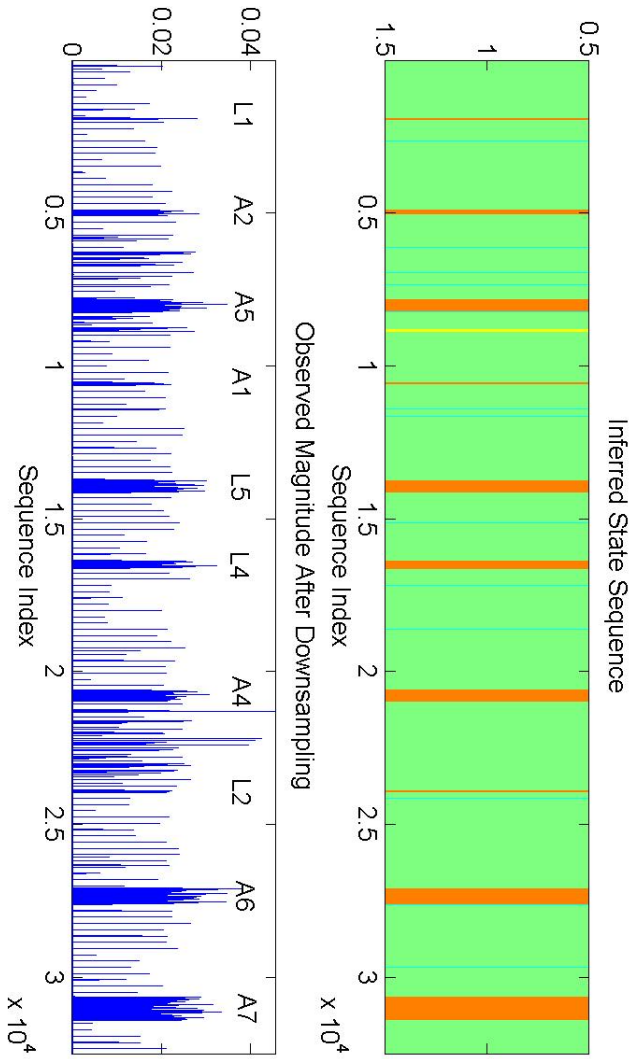 Inferred State Sequence
0.5
1
1.5
0.5
1
1.5
2
2.5
3
x 10^4
Sequence Index
Observed Magnitude After Downsampling
0.04
0.02
0
L1
A2
A5
A1
L5
L4
A4
L2
A6
A7
0.5
1
1.5
2
2.5
3
x 10^4
Sequence Index